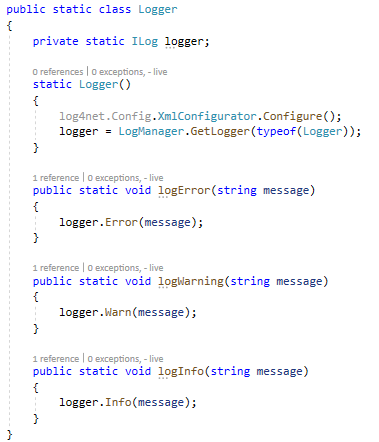 public static class Logger
{
    private static ILog logger;

    0 references | 0 exceptions, - live
    static Logger()
    {
        log4net.Config.XmlConfigurator.Configure();
        logger = LogManager.GetLogger(typeof(Logger));
    }

    1 reference | 0 exceptions, - live
    public static void logError(string message)
    {
        logger.Error(message);
    }

    1 reference | 0 exceptions, - live
    public static void logWarning(string message)
    {
        logger.Warn(message);
    }

    1 reference | 0 exceptions, - live
    public static void logInfo(string message)
    {
        logger.Info(message);
    }
}